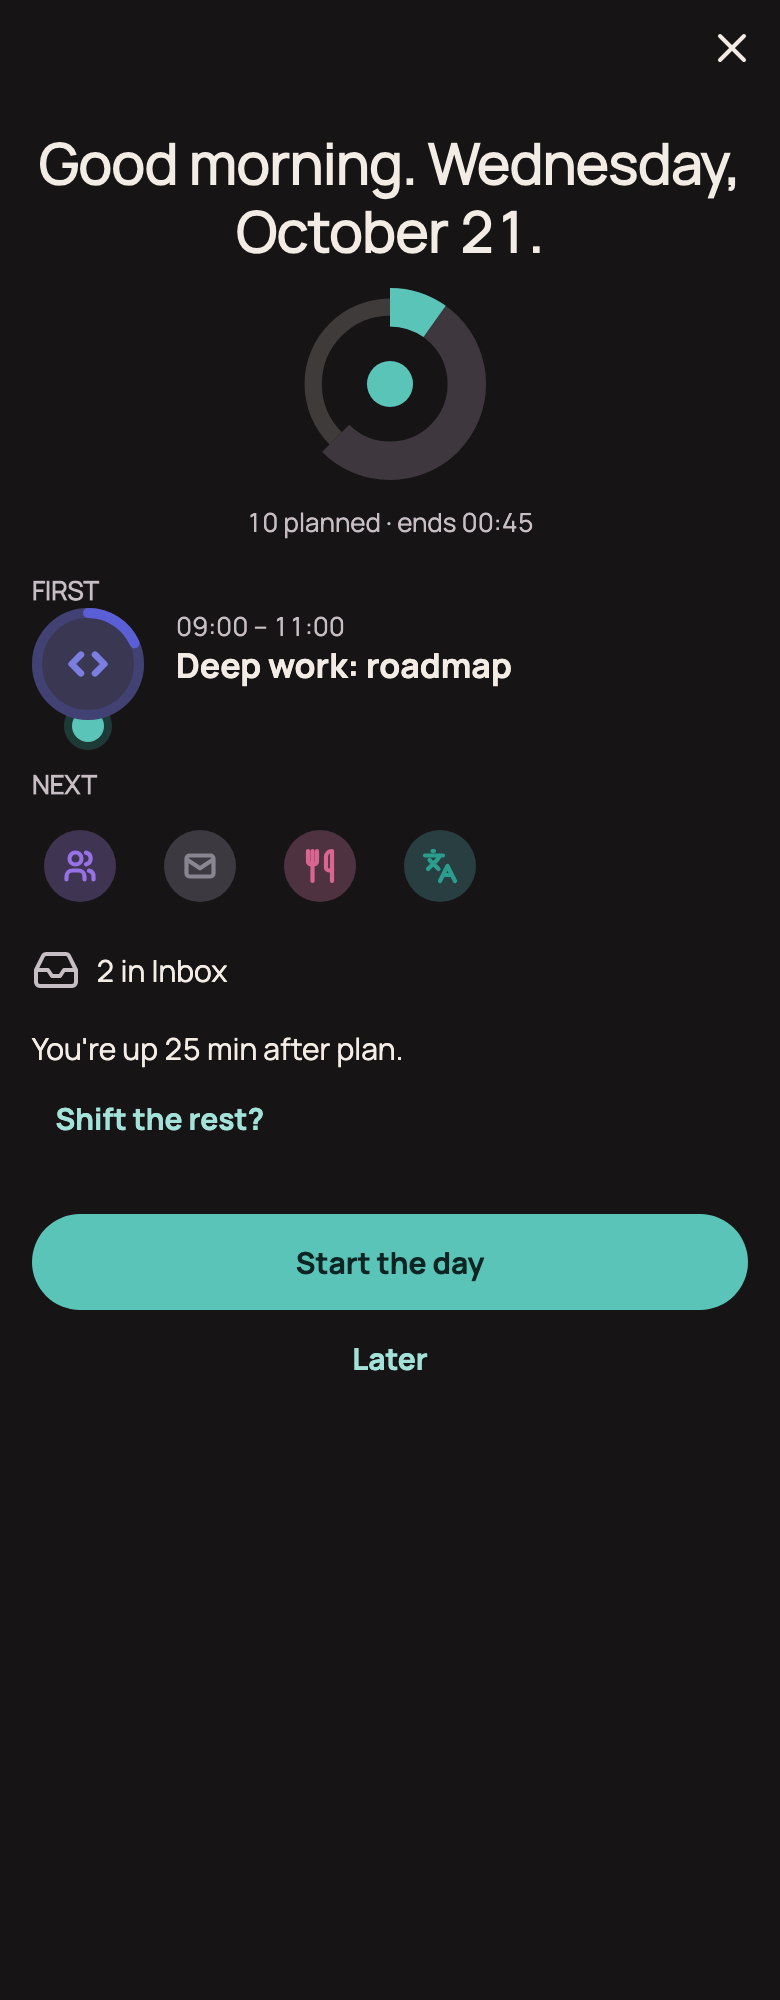 Good morning. Wednesday,
October 21.
10 planned · ends 00:45
FIRST
09:00 – 11:00
Deep work: roadmap
NEXT
2 in Inbox
You're up 25 min after plan.
Shift the rest?
Start the day
Later